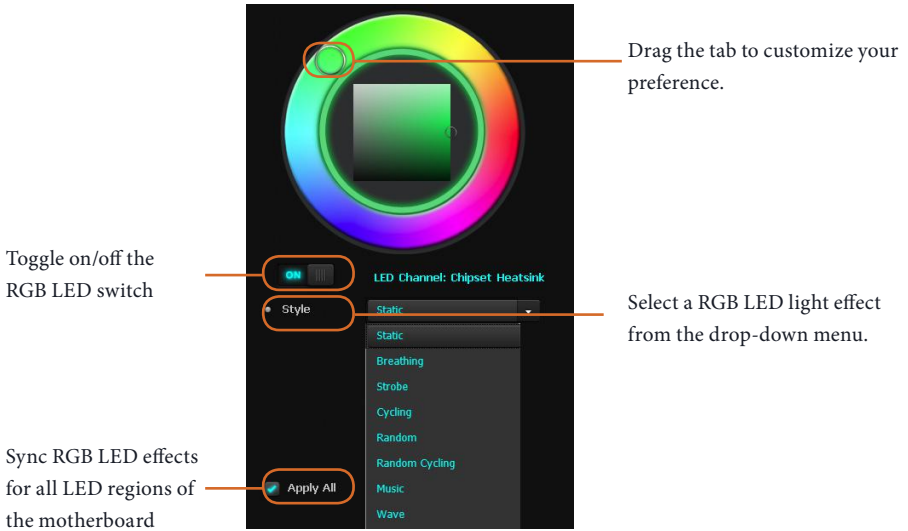 Drag the tab to customize your
preference.
Toggle on/off the
RGB LED switch
ON
LED Channel: Chipset Heatsink
Style
Static
Select a RGB LED light effect
from the drop-down menu.
Static
Breathing
Strobe
Cycling
Random
Random Cycling
Music
Wave
Sync RGB LED effects
for all LED regions of
the motherboard
Apply All